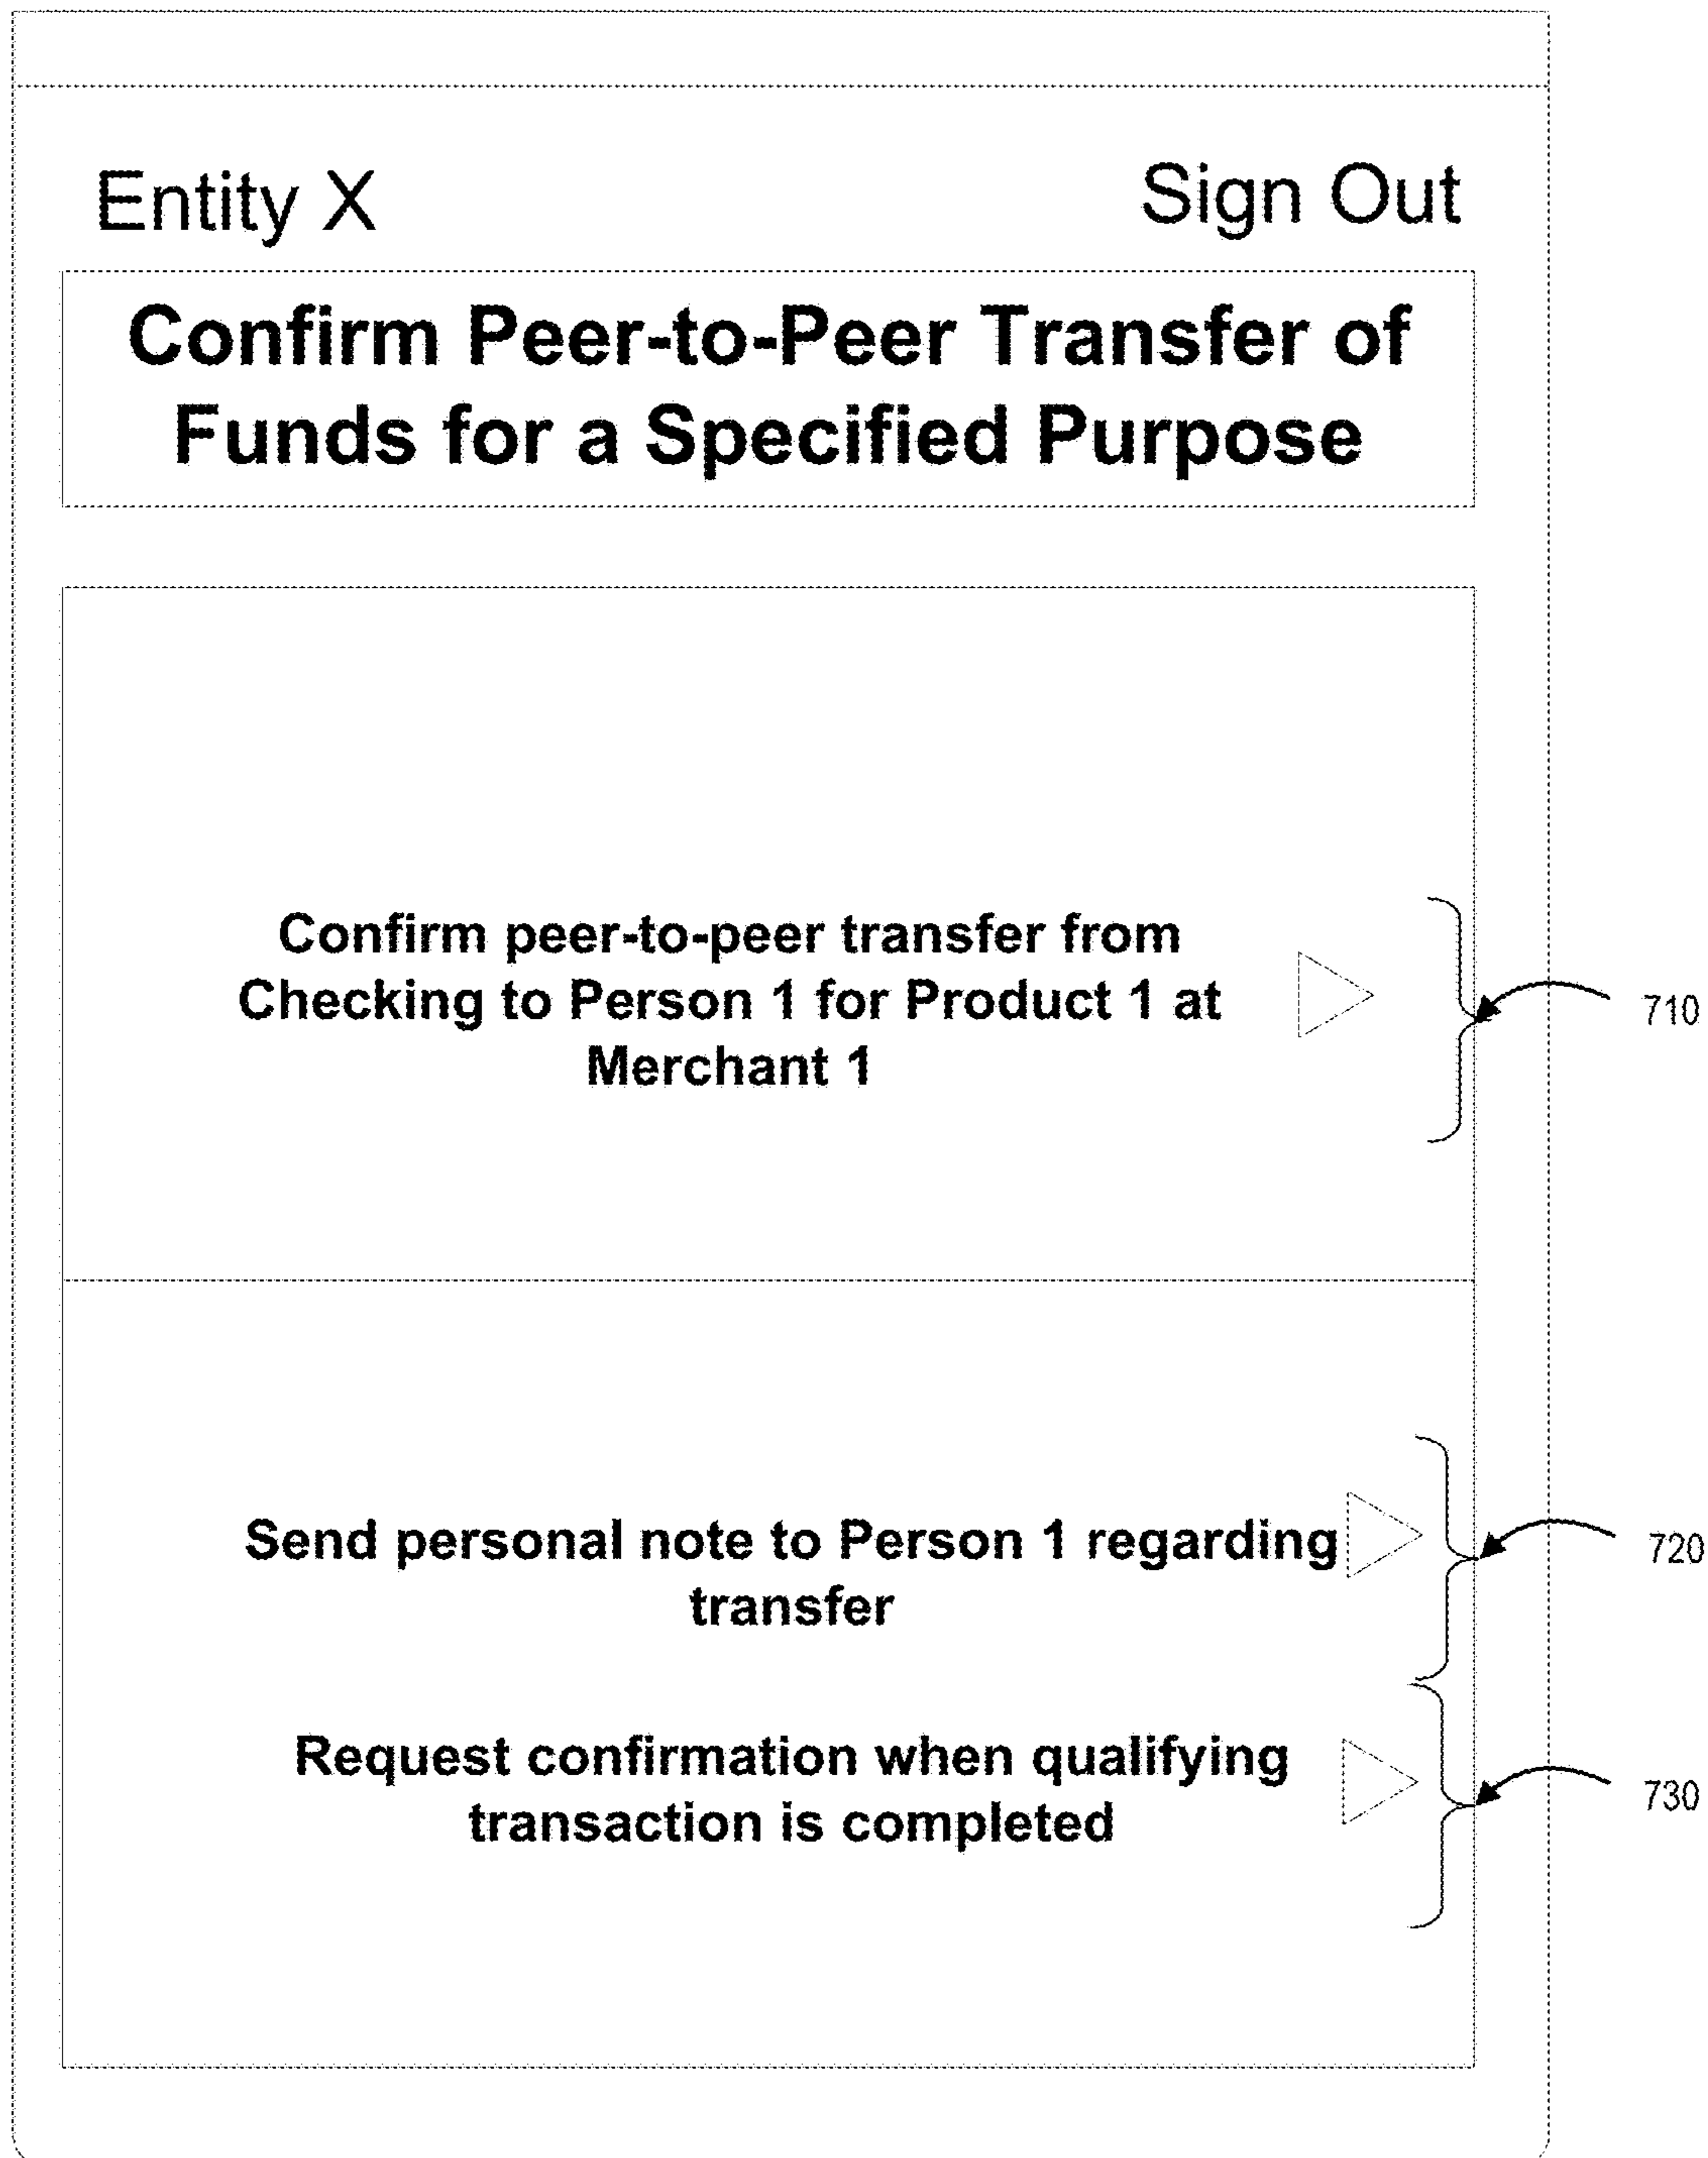 Entity X Sign Out
Confirm Peer-to-Peer Transfer of
Funds for a Specified Purpose
Confirm peer-to-peer transfer from
Checking to Person 1 for Product 1 at
Merchant 1
710
Send personal note to Person 1 regarding
transfer
720
Request confirmation when qualifying
transaction is completed
730